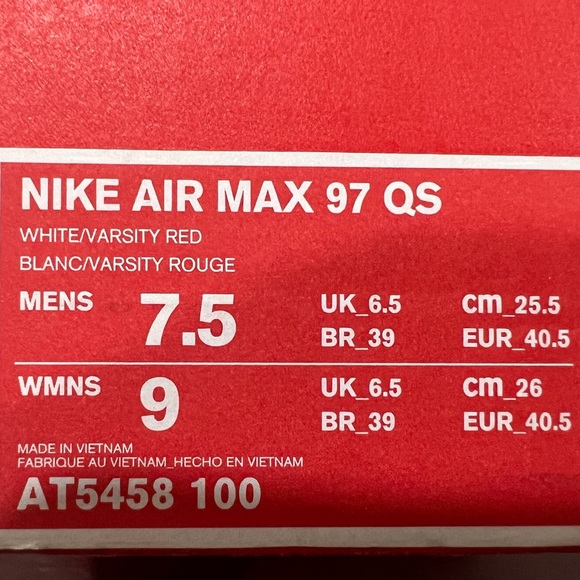 NIKE AIR MAX 97 QS
WHITE/VARSITY RED
BLANC/VARSITY ROUGE
MENS 7.5 UK_6.5 cm_25.5
BR_39 EUR_40.5
WMNS 9 UK_6.5 cm_26
BR_39 EUR_40.5
MADE IN VIETNAM
FABRIQUE AU VIETNAM_HECHO EN VIETNAM
AT5458 100